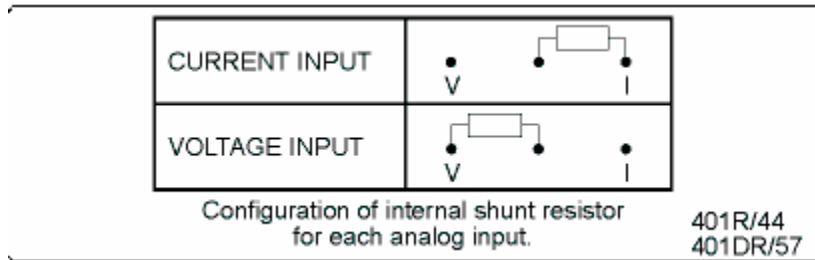 CURRENT INPUT
V
I
VOLTAGE INPUT
V
I
Configuration of internal shunt resistor
for each analog input.
401R/44
401DR/57